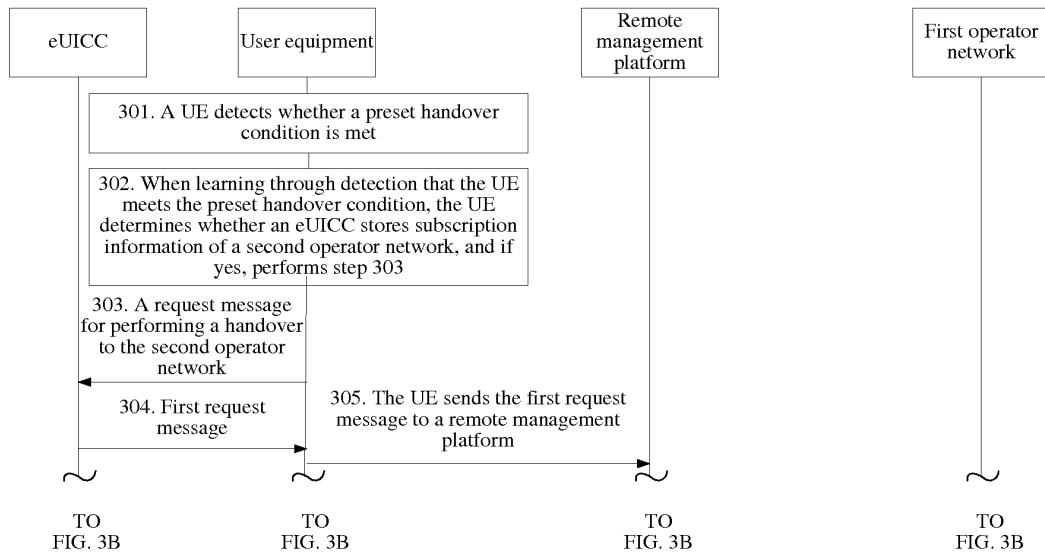 eUICC
User equipment
Remote
management
platform
First operator
network
301. A UE detects whether a preset handover
condition is met
302. When learning through detection that the UE
meets the preset handover condition, the UE
determines whether an eUICC stores subscription
information of a second operator network, and if
yes, performs step 303
303. A request message
for performing a handover
to the second operator
network
304. First request
message
305. The UE sends the first request
message to a remote management
platform
TO
FIG. 3B
TO
FIG. 3B
TO
FIG. 3B
TO
FIG. 3B